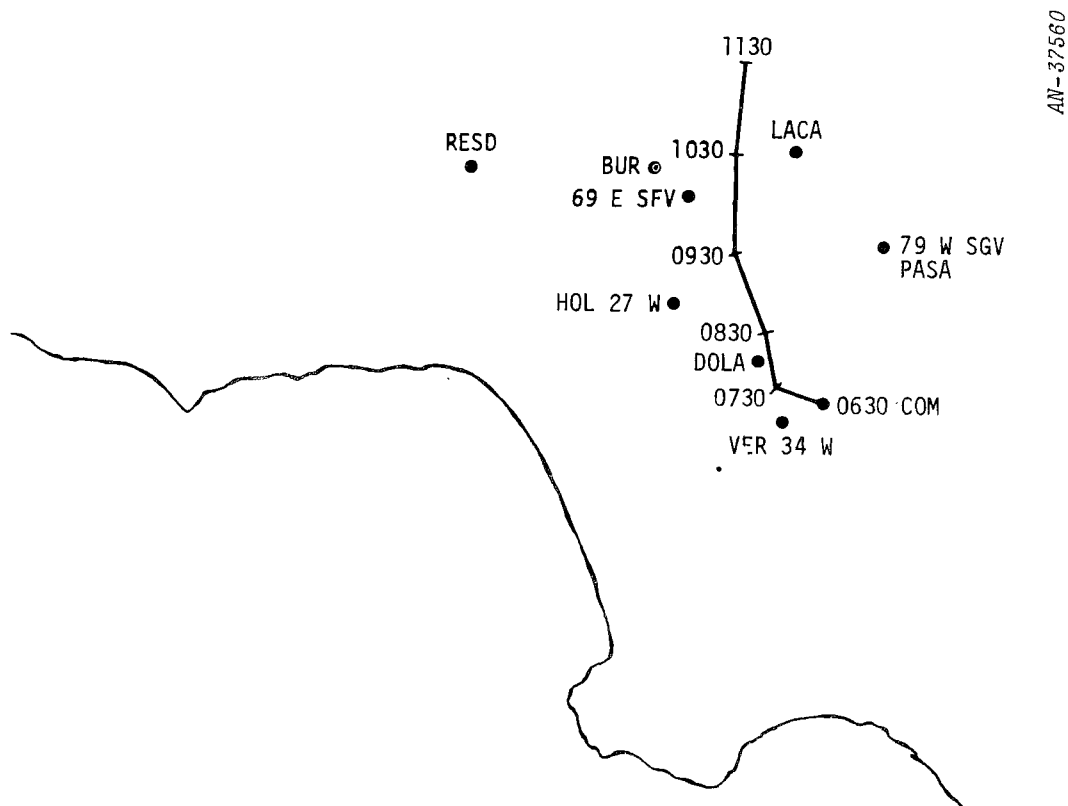 AN-37560
1130
LACA
RESD
1030
BUR
69 E SFV
79 W SGV
PASA
0930
HOL 27 W
0830
DOLA
0730
0630 COM
VER 34 W